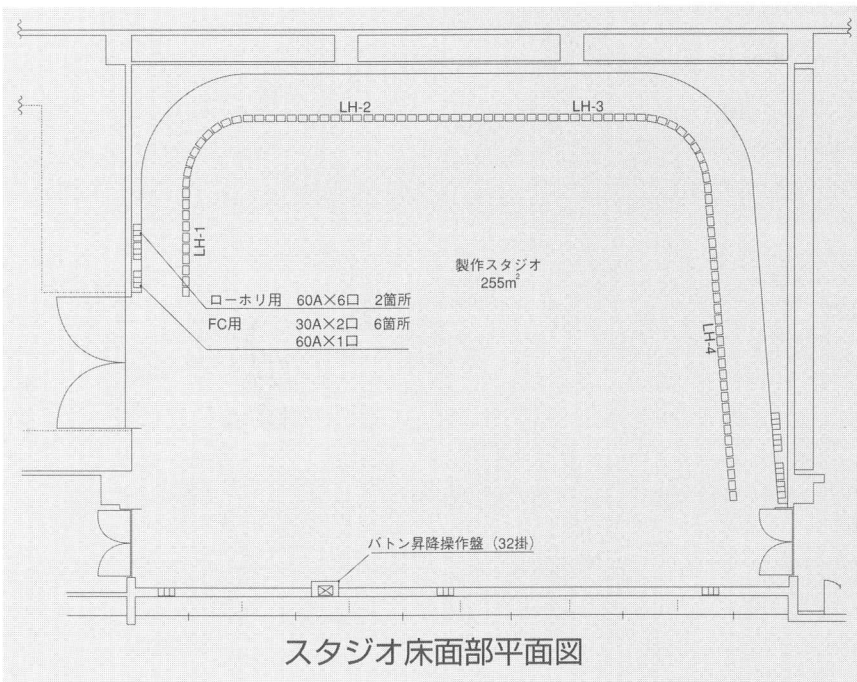 LH-2
LH-3
LH-1
製作スタジオ
255m²
ローホリ用 60A×6口 2箇所
FC用 30A×2口 6箇所
60A×1口
LH-4
バトン昇降操作盤（32掛）
スタジオ床面部平面図